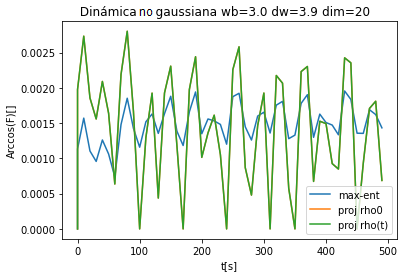 Dinámica no gaussiana wb=3.0 dw=3.9 dim=20
Arccos(F)[]
0.0025
0.0020
0.0015
0.0010
0.0005
0.0000
max-ent
proj rho0
proj rho(t)
0
100
200
300
400
500
t[s]